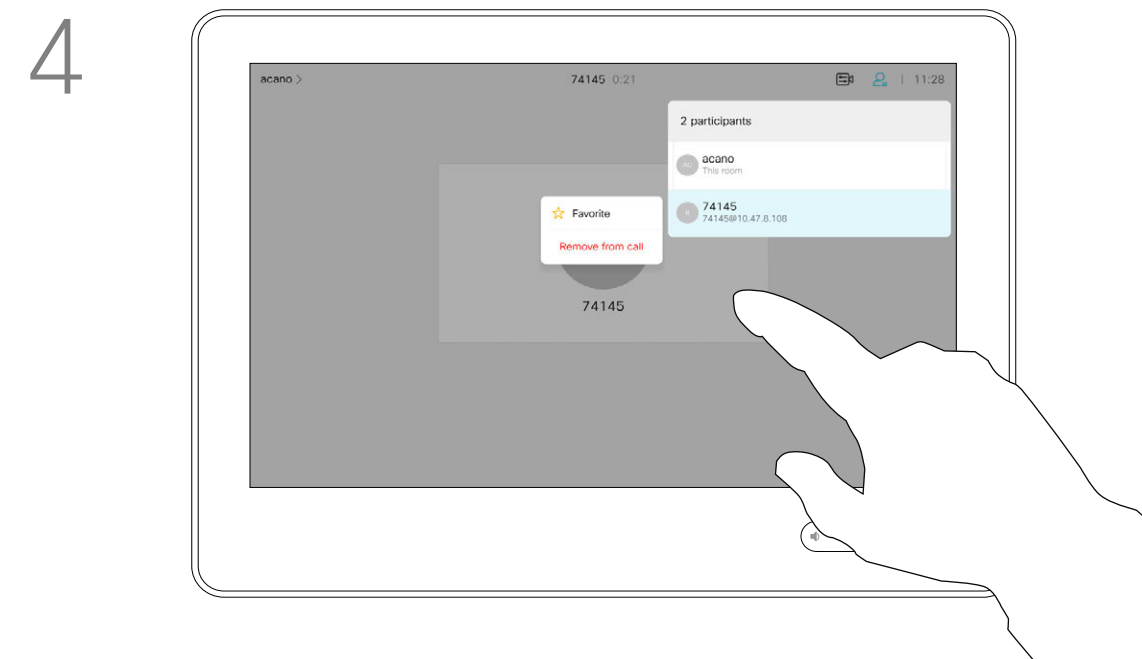 4
acano >
74145 0:21
11:28
2 participants
AC
acano
This room
74145
74145@10.47.8.108
Favorite
Remove from call
74145